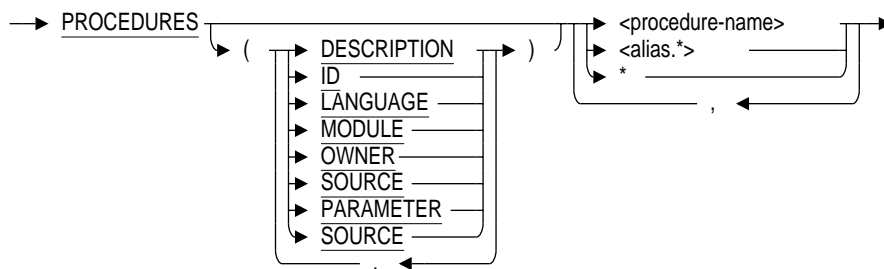 PROCEDURES <procedure-name>
( DESCRIPTION ) <alias.*>
ID *
LANGUAGE
MODULE ,
OWNER
SOURCE
PARAMETER
SOURCE
,